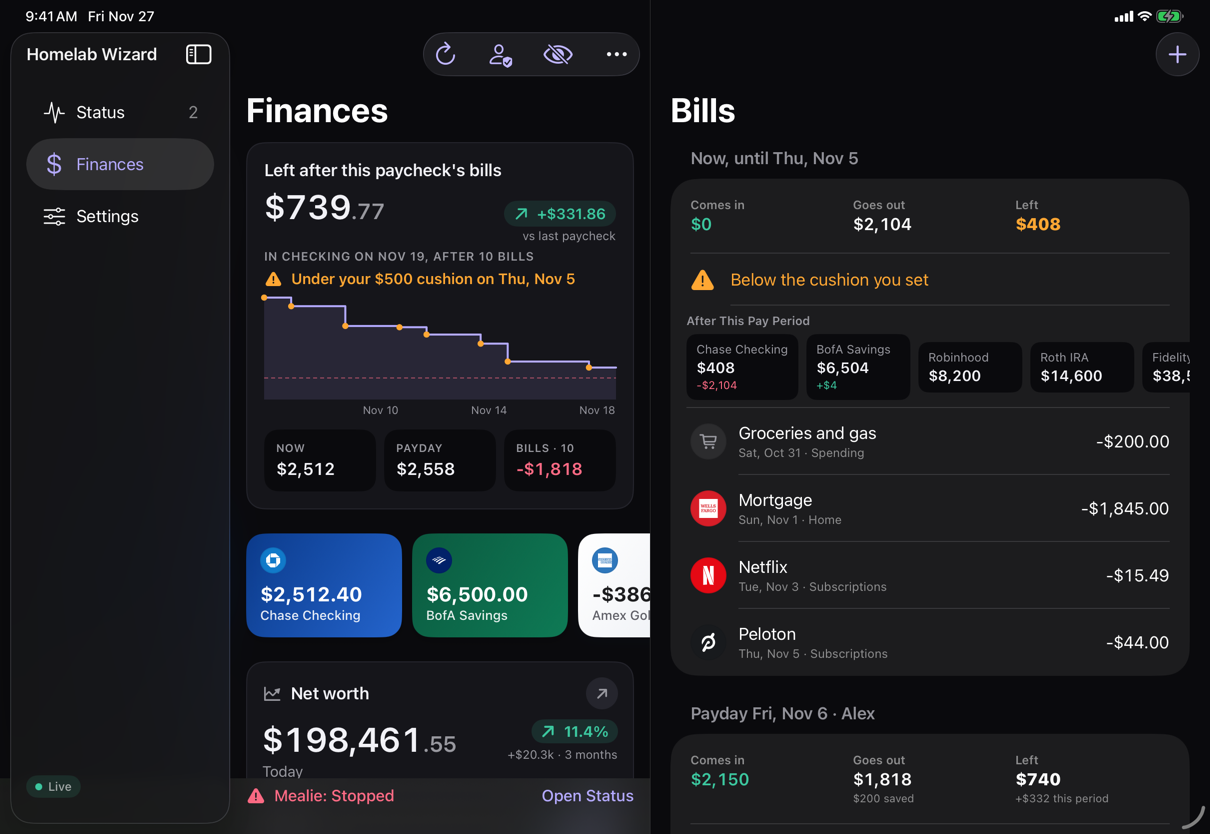 9:41 AM Fri Nov 27
Homelab Wizard
Status 2
Finances
Settings
Live
Finances
Left after this paycheck's bills
$739.77
+$331.86
vs last paycheck
IN CHECKING ON NOV 19, AFTER 10 BILLS
Under your $500 cushion on Thu, Nov 5
Nov 10 Nov 14 Nov 18
NOW PAYDAY BILLS · 10
$2,512 $2,558 -$1,818
$2,512.40 $6,500.00 -$386
Chase Checking BofA Savings Amex Gol
Net worth
$198,461.55
11.4%
+$20.3k · 3 months
Today
Mealie: Stopped Open Status
Bills
Now, until Thu, Nov 5
Comes in Goes out Left
$0 $2,104 $408
Below the cushion you set
After This Pay Period
Chase Checking BofA Savings Robinhood Roth IRA Fidelity
$408 $6,504 $8,200 $14,600 $38,5
-$2,104 +$4
Groceries and gas -$200.00
Sat, Oct 31 · Spending
WELLS FARGO
Mortgage -$1,845.00
Sun, Nov 1 · Home
N
Netflix -$15.49
Tue, Nov 3 · Subscriptions
Peloton -$44.00
Thu, Nov 5 · Subscriptions
Payday Fri, Nov 6 · Alex
Comes in Goes out Left
$2,150 $1,818 $740
$200 saved +$332 this period